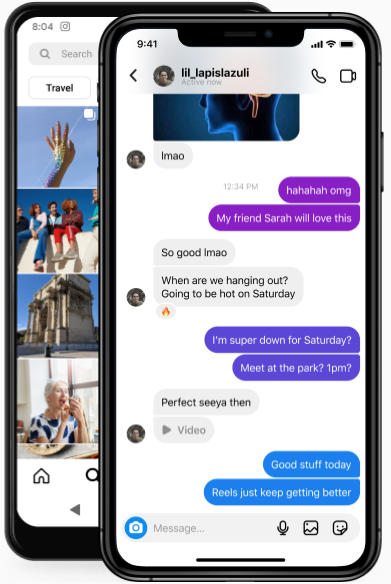 8:04
Search
Travel
9:41
lil_lapislazuli
Active now
lmao
12:34 PM
hahahah omg
My friend Sarah will love this
So good lmao
When are we hanging out?
Going to be hot on Saturday
I'm super down for Saturday?
Meet at the park? 1pm?
Perfect seeya then
Video
Good stuff today
Reels just keep getting better
Message...